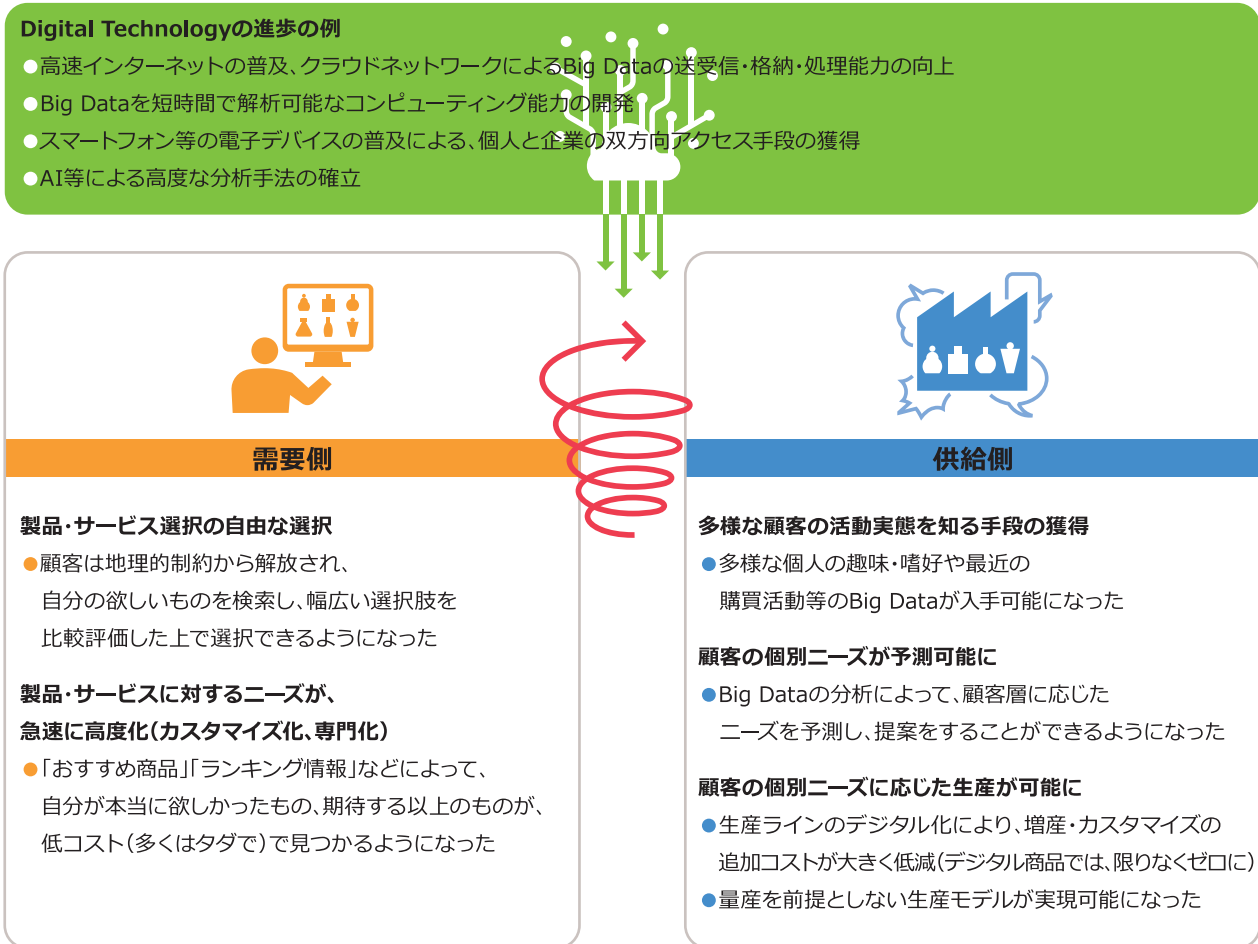 Digital Technologyの進歩の例
●高速インターネットの普及、クラウドネットワークによるBig Dataの送受信・格納・処理能力の向上
●Big Dataを短時間で解析可能なコンピューティング能力の開発
●スマートフォン等の電子デバイスの普及による、個人と企業の双方向アクセス手段の獲得
●AI等による高度な分析手法の確立
需要側
製品・サービス選択の自由な選択
●顧客は地理的制約から解放され、
自分の欲しいものを検索し、幅広い選択肢を
比較評価した上で選択できるようになった
製品・サービスに対するニーズが、
急速に高度化(カスタマイズ化、専門化)
●「おすすめ商品」「ランキング情報」などによって、
自分が本当に欲しかったもの、期待する以上のものが、
低コスト(多くはタダで)で見つかるようになった
供給側
多様な顧客の活動実態を知る手段の獲得
●多様な個人の趣味・嗜好や最近の
購買活動等のBig Dataが入手可能になった
顧客の個別ニーズが予測可能に
●Big Dataの分析によって、顧客層に応じた
ニーズを予測し、提案をすることができるようになった
顧客の個別ニーズに応じた生産が可能に
●生産ラインのデジタル化により、増産・カスタマイズの
追加コストが大きく低減(デジタル商品では、限りなくゼロに)
●量産を前提としない生産モデルが実現可能になった